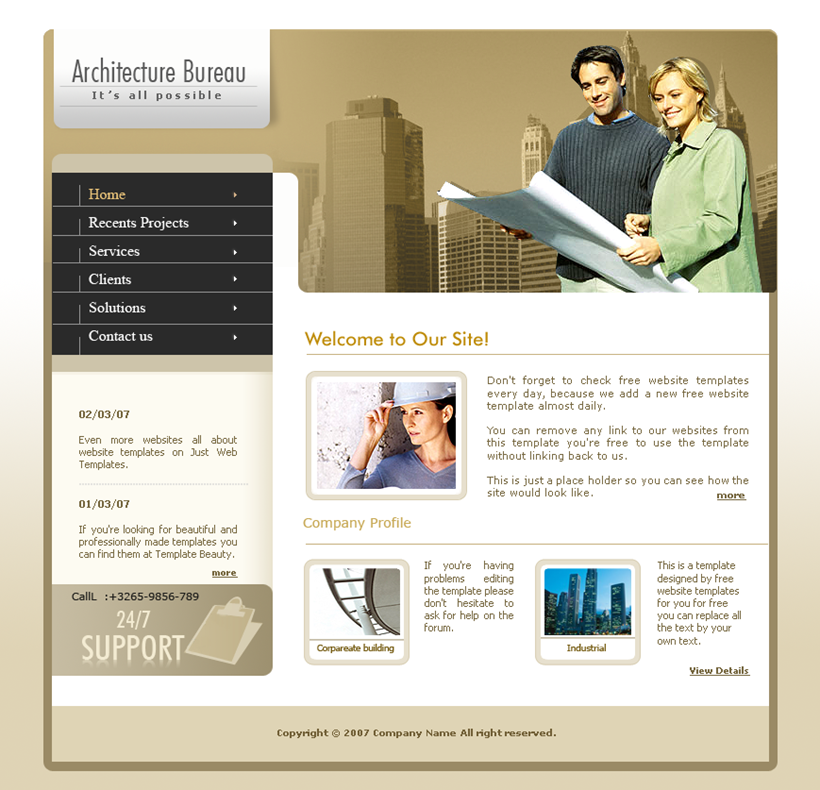 Architecture Bureau
It's all possible
Home
Recents Projects
Services
Clients
Solutions
Contact us
02/03/07
Even more websites all about
website templates on Just Web
Templates.
01/03/07
If you're looking for beautiful and
professionally made templates you
can find them at Template Beauty.
more
CallL :+3265-9856-789
24/7
SUPPORT
Welcome to Our Site!
Don't forget to check free website templates
every day, because we add a new free website
template almost daily.
You can remove any link to our websites from
this template you're free to use the template
without linking back to us.
This is just a place holder so you can see how the
site would look like.
more
Company Profile
Corpareate building
If you're having
problems editing
the template please
don't hesitate to
ask for help on the
forum.
Industrial
This is a template
designed by free
website templates
for you for free
you can replace all
the text by your
own text.
View Details
Copyright © 2007 Company Name All right reserved.